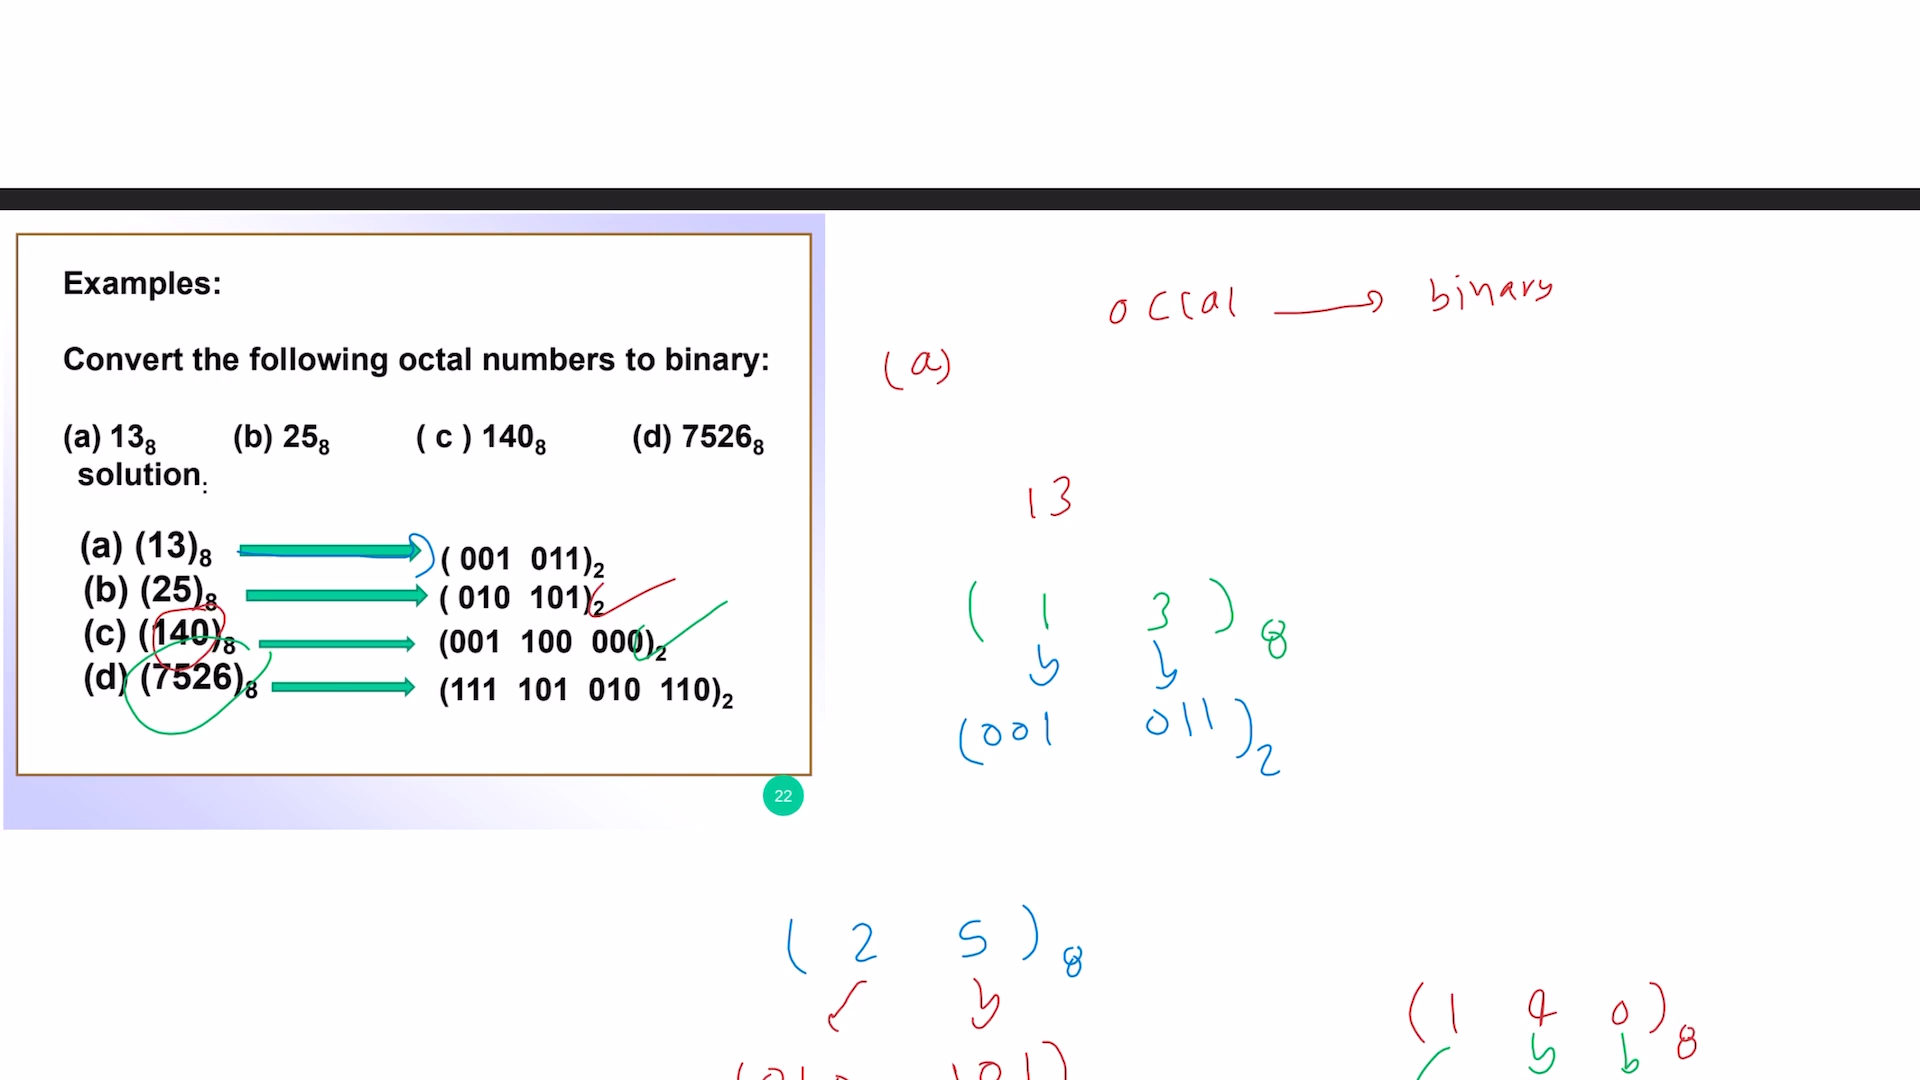 Examples:
Convert the following octal numbers to binary:
(a) 13₈ (b) 25₈ ( c ) 140₈ (d) 7526₈
solution:
(a) (13)₈ ( 001 011)₂
(b) (25)₈ ( 010 101)₂
(c) (140)₈ (001 100 000)₂
(d) (7526)₈ (111 101 010 110)₂
22
octal → binary
(a)
13
( 1 3 )₈
(001 011)₂
( 2 5 )₈
(010 101)
(1 4 0)₈